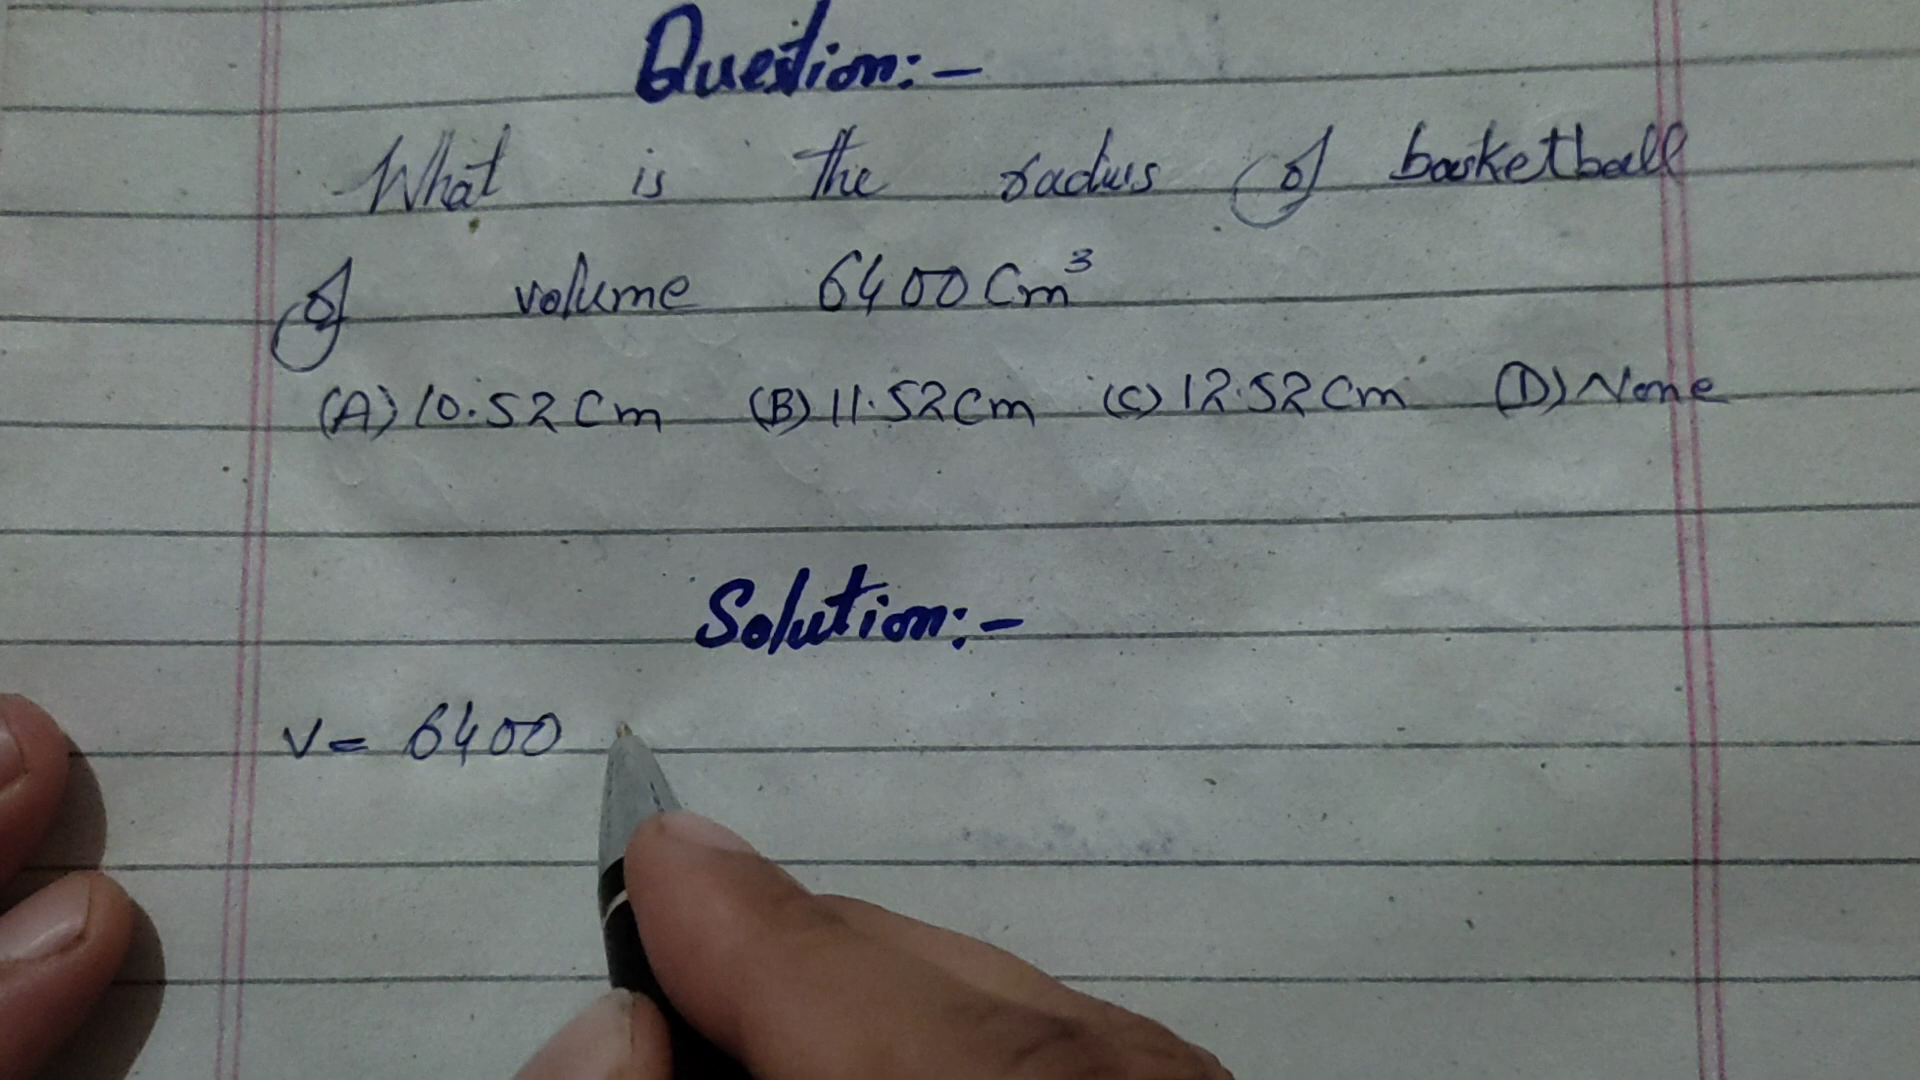 Question:-
What is the radius of basketball
of volume 6400 Cm³
(A) 10.52 Cm (B) 11.52 Cm (C) 12.52 Cm (D) None
Solution:-
V= 6400